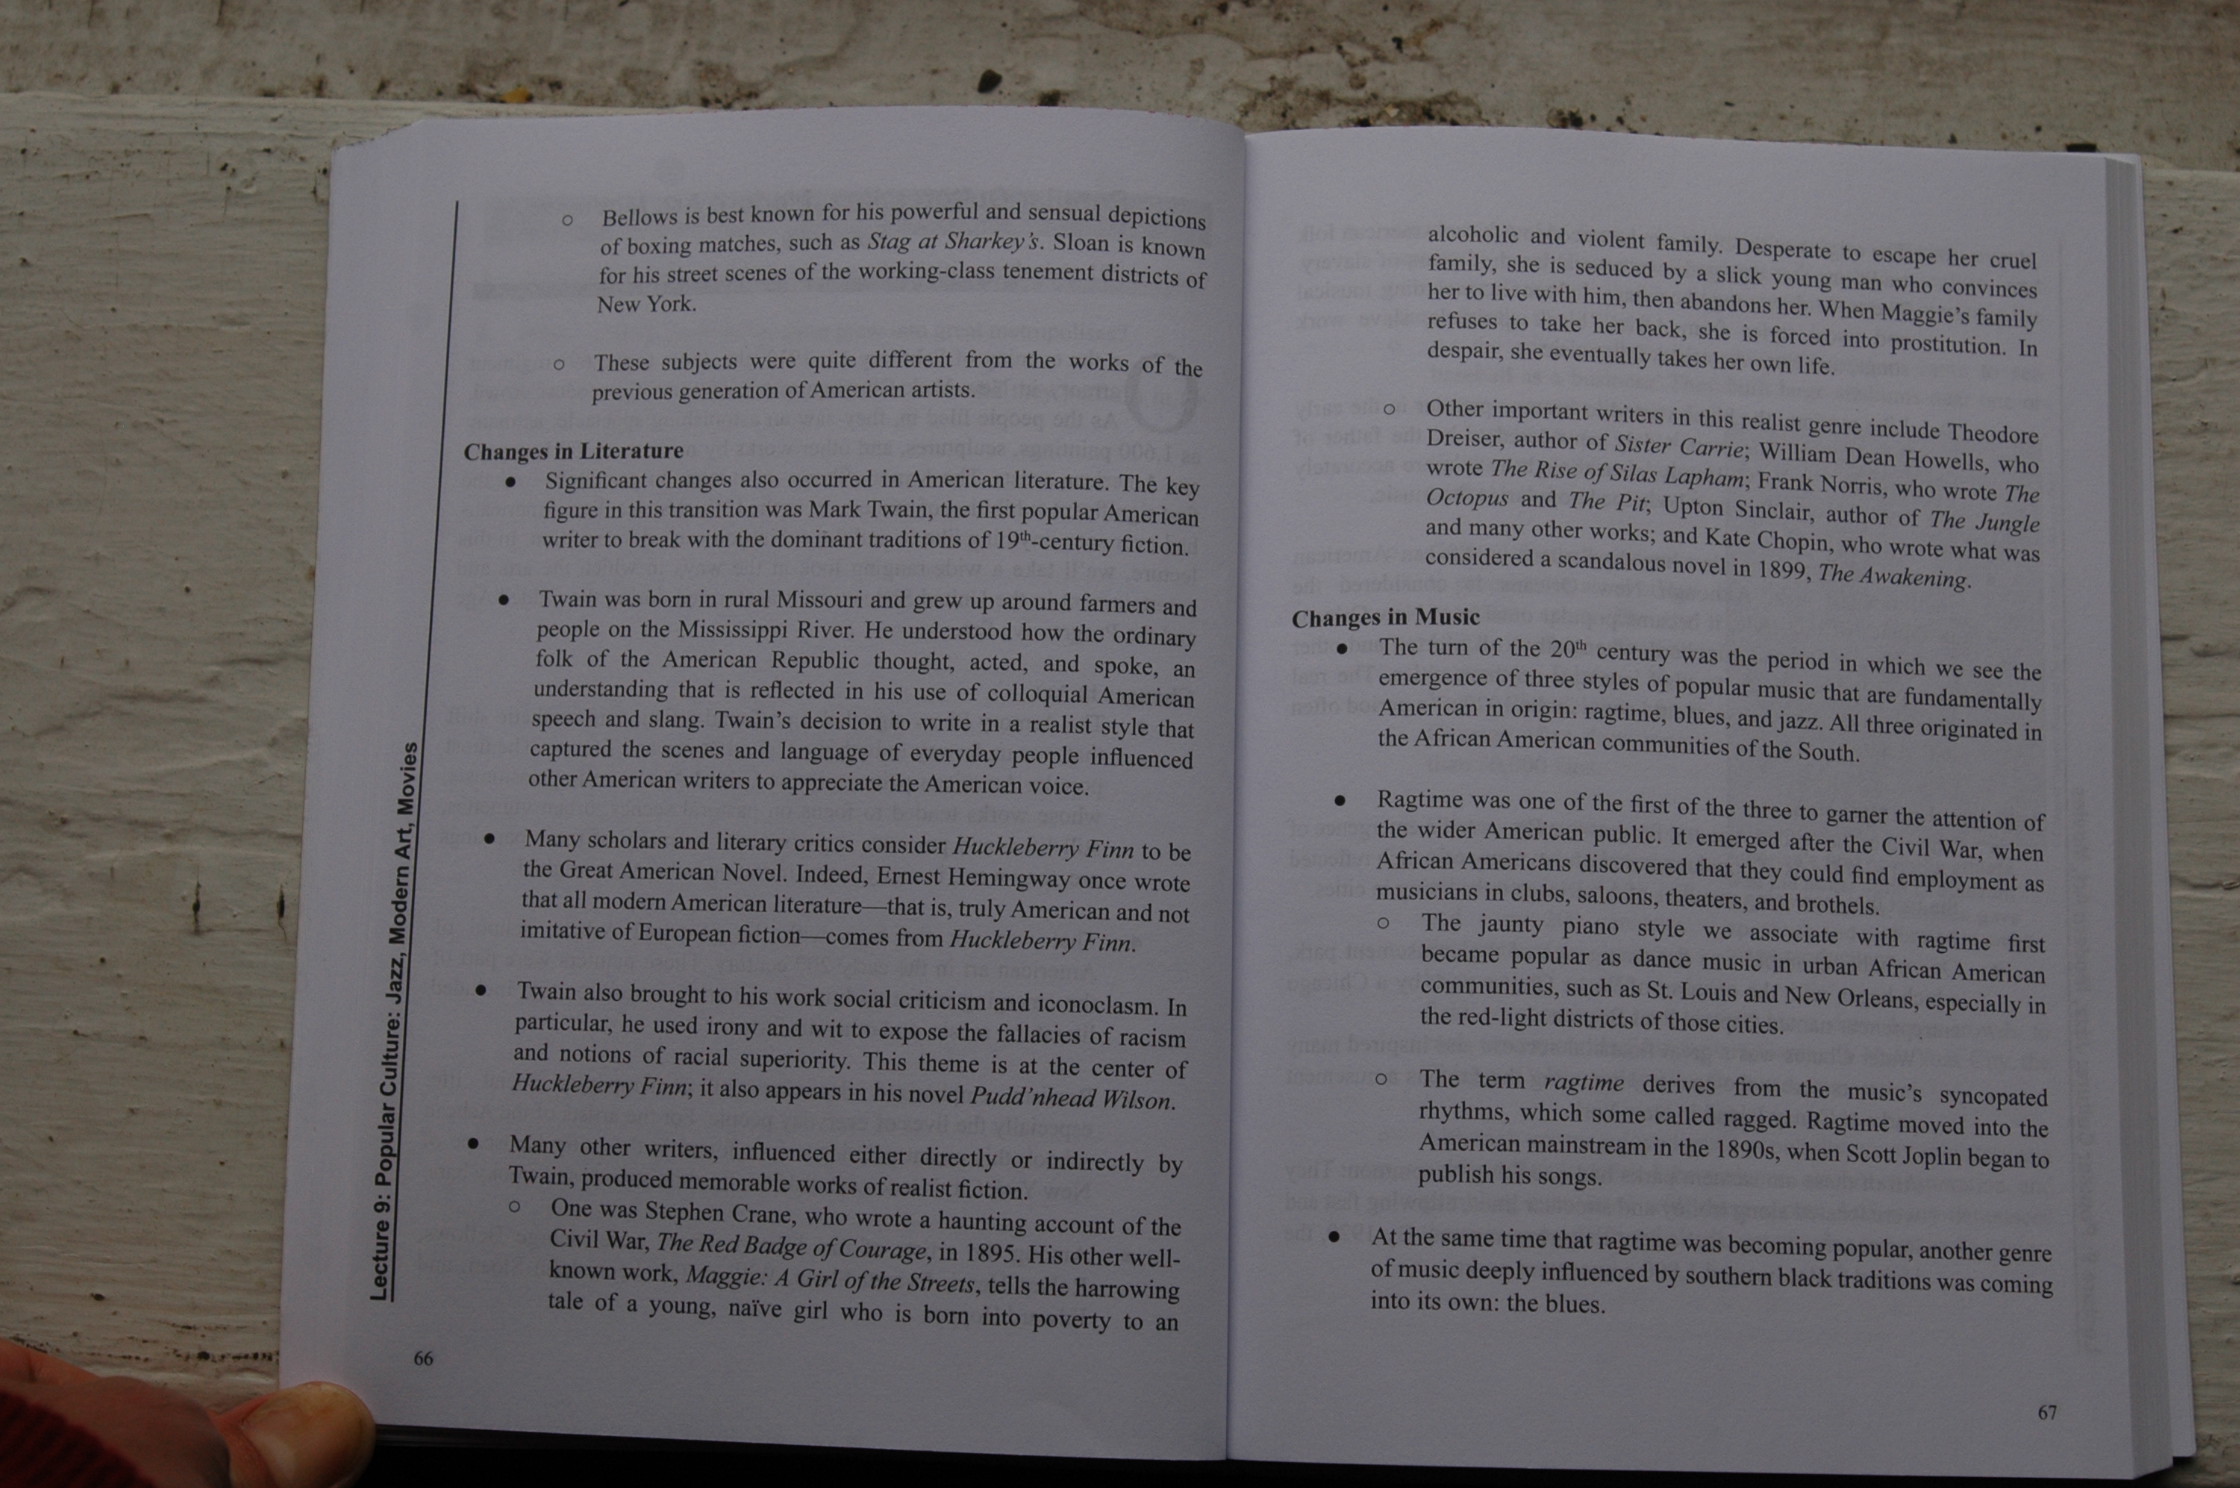 ○ Bellows is best known for his powerful and sensual depictions
of boxing matches, such as Stag at Sharkey's. Sloan is known
for his street scenes of the working-class tenement districts of
New York.
○ These subjects were quite different from the works of the
previous generation of American artists.
Changes in Literature
● Significant changes also occurred in American literature. The key
figure in this transition was Mark Twain, the first popular American
writer to break with the dominant traditions of 19th-century fiction.
● Twain was born in rural Missouri and grew up around farmers and
people on the Mississippi River. He understood how the ordinary
folk of the American Republic thought, acted, and spoke, an
understanding that is reflected in his use of colloquial American
speech and slang. Twain's decision to write in a realist style that
captured the scenes and language of everyday people influenced
other American writers to appreciate the American voice.
● Many scholars and literary critics consider Huckleberry Finn to be
the Great American Novel. Indeed, Ernest Hemingway once wrote
that all modern American literature—that is, truly American and not
imitative of European fiction—comes from Huckleberry Finn.
● Twain also brought to his work social criticism and iconoclasm. In
particular, he used irony and wit to expose the fallacies of racism
and notions of racial superiority. This theme is at the center of
Huckleberry Finn; it also appears in his novel Pudd'nhead Wilson.
● Many other writers, influenced either directly or indirectly by
Twain, produced memorable works of realist fiction.
○ One was Stephen Crane, who wrote a haunting account of the
Civil War, The Red Badge of Courage, in 1895. His other well-
known work, Maggie: A Girl of the Streets, tells the harrowing
tale of a young, naïve girl who is born into poverty to an
Lecture 9: Popular Culture: Jazz, Modern Art, Movies
66
alcoholic and violent family. Desperate to escape her cruel
family, she is seduced by a slick young man who convinces
her to live with him, then abandons her. When Maggie's family
refuses to take her back, she is forced into prostitution. In
despair, she eventually takes her own life.
○ Other important writers in this realist genre include Theodore
Dreiser, author of Sister Carrie; William Dean Howells, who
wrote The Rise of Silas Lapham; Frank Norris, who wrote The
Octopus and The Pit; Upton Sinclair, author of The Jungle
and many other works; and Kate Chopin, who wrote what was
considered a scandalous novel in 1899, The Awakening.
Changes in Music
● The turn of the 20th century was the period in which we see the
emergence of three styles of popular music that are fundamentally
American in origin: ragtime, blues, and jazz. All three originated in
the African American communities of the South.
● Ragtime was one of the first of the three to garner the attention of
the wider American public. It emerged after the Civil War, when
African Americans discovered that they could find employment as
musicians in clubs, saloons, theaters, and brothels.
○ The jaunty piano style we associate with ragtime first
became popular as dance music in urban African American
communities, such as St. Louis and New Orleans, especially in
the red-light districts of those cities.
○ The term ragtime derives from the music's syncopated
rhythms, which some called ragged. Ragtime moved into the
American mainstream in the 1890s, when Scott Joplin began to
publish his songs.
● At the same time that ragtime was becoming popular, another genre
of music deeply influenced by southern black traditions was coming
into its own: the blues.
67